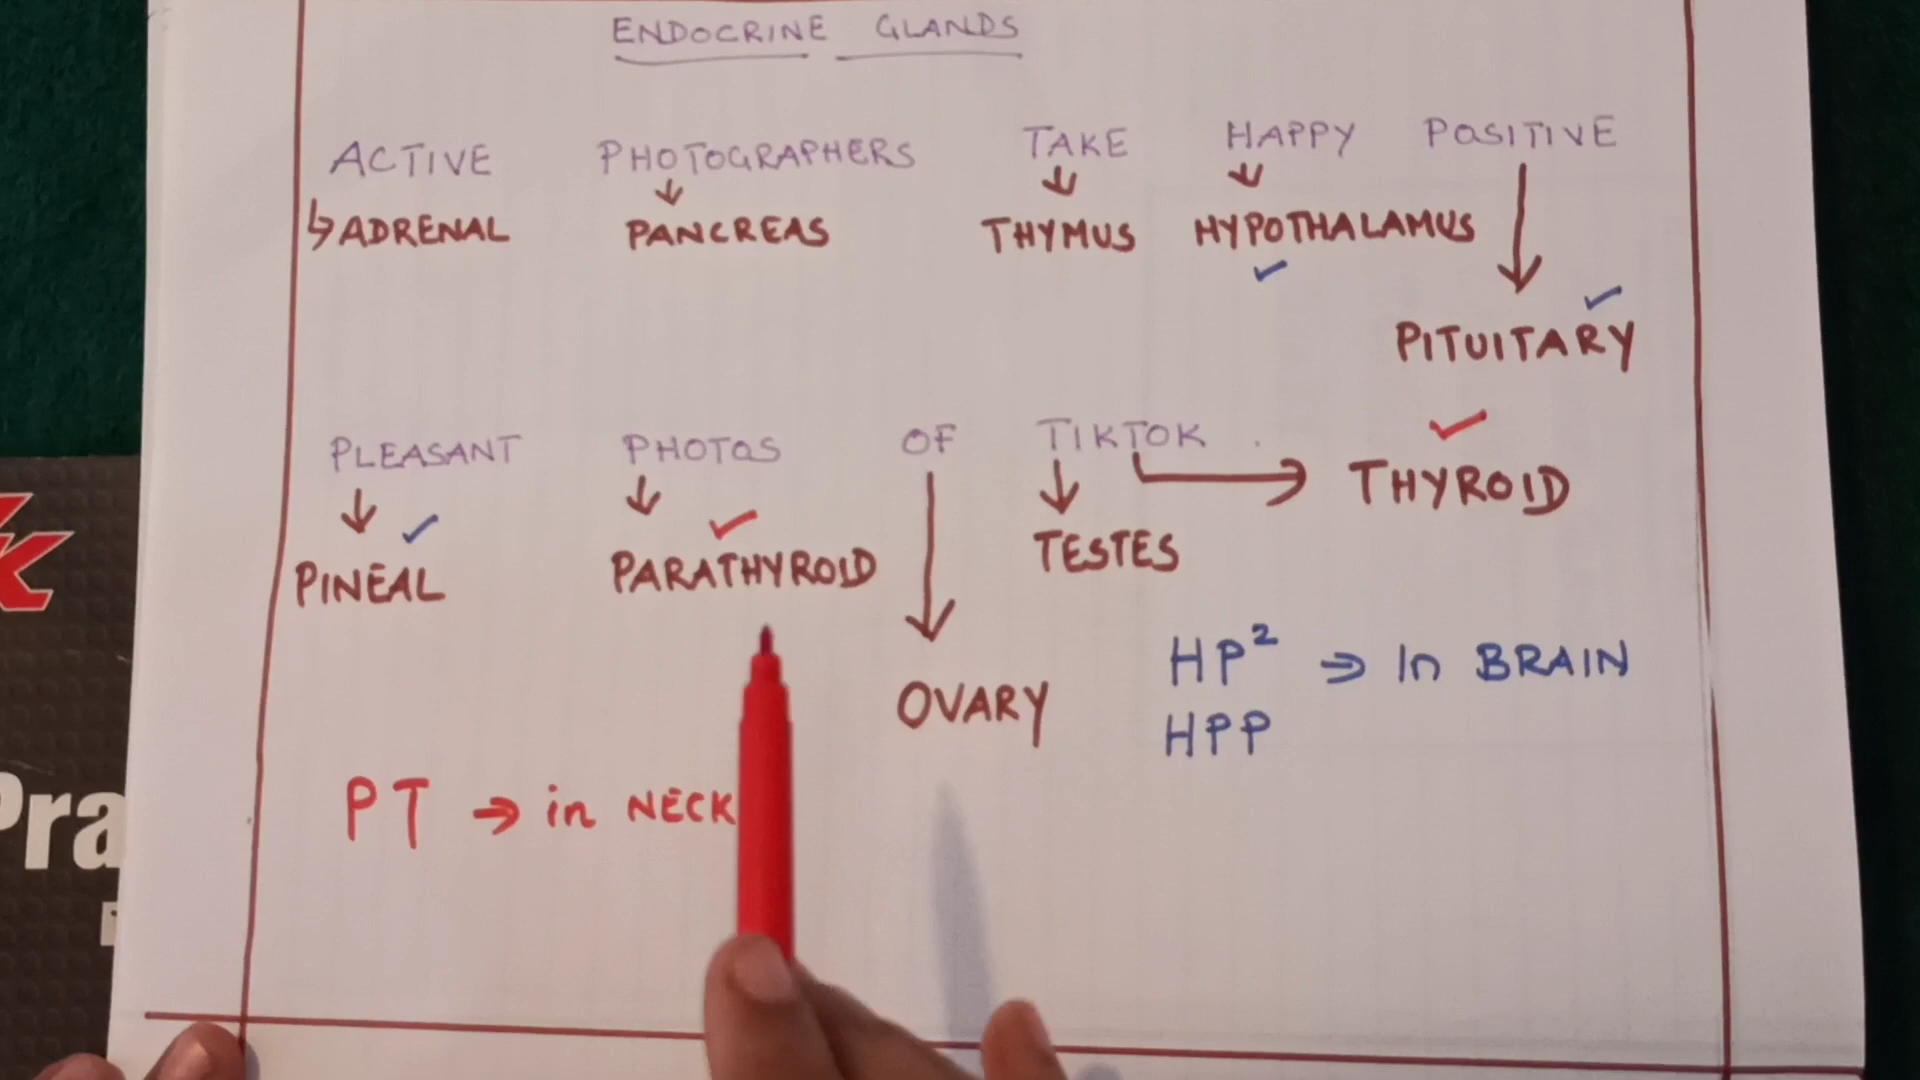 ENDOCRINE GLANDS
ACTIVE PHOTOGRAPHERS TAKE HAPPY POSITIVE
ADRENAL PANCREAS THYMUS HYPOTHALAMUS
PITUITARY
PLEASANT PHOTOS OF TIKTOK .
THYROID
PINEAL PARATHYROID TESTES
OVARY
HP² ⇒ In BRAIN
HPP
PT → in NECK
Pra